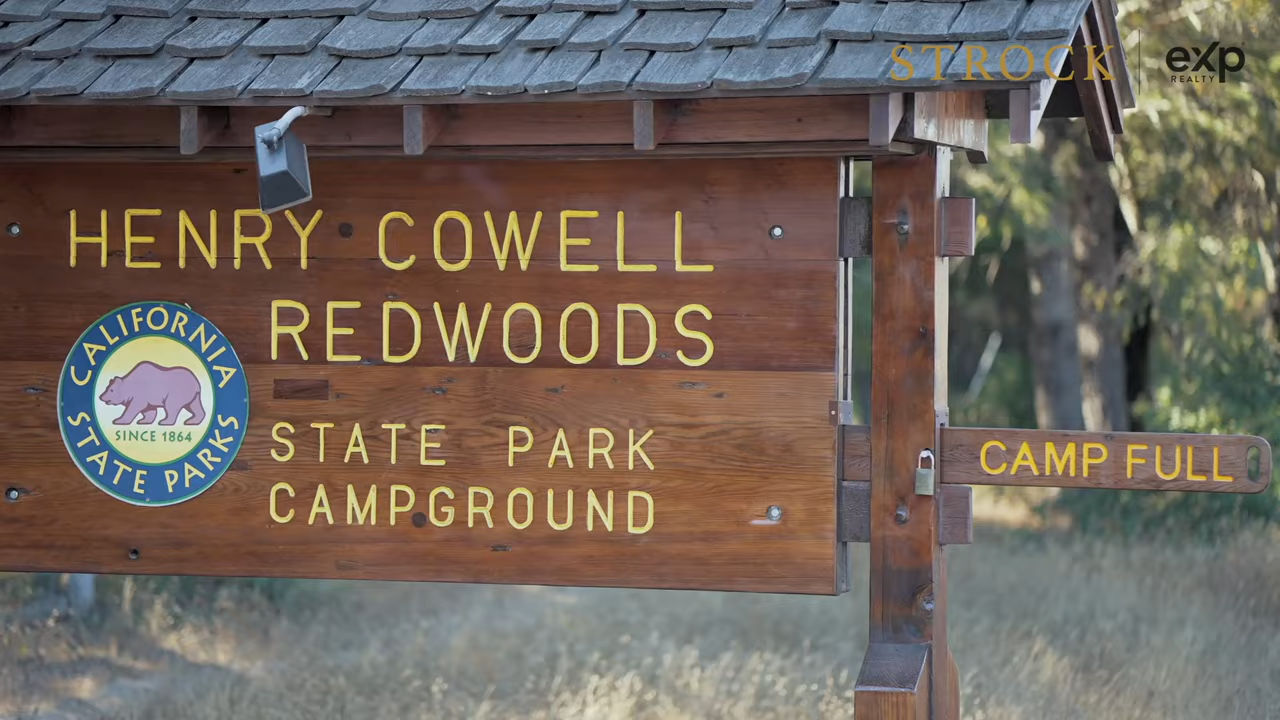 STROCK
eXp
REALTY
HENRY COWELL
REDWOODS
CALIFORNIA
SINCE 1864
STATE PARKS
STATE PARK
CAMPGROUND
CAMP FULL